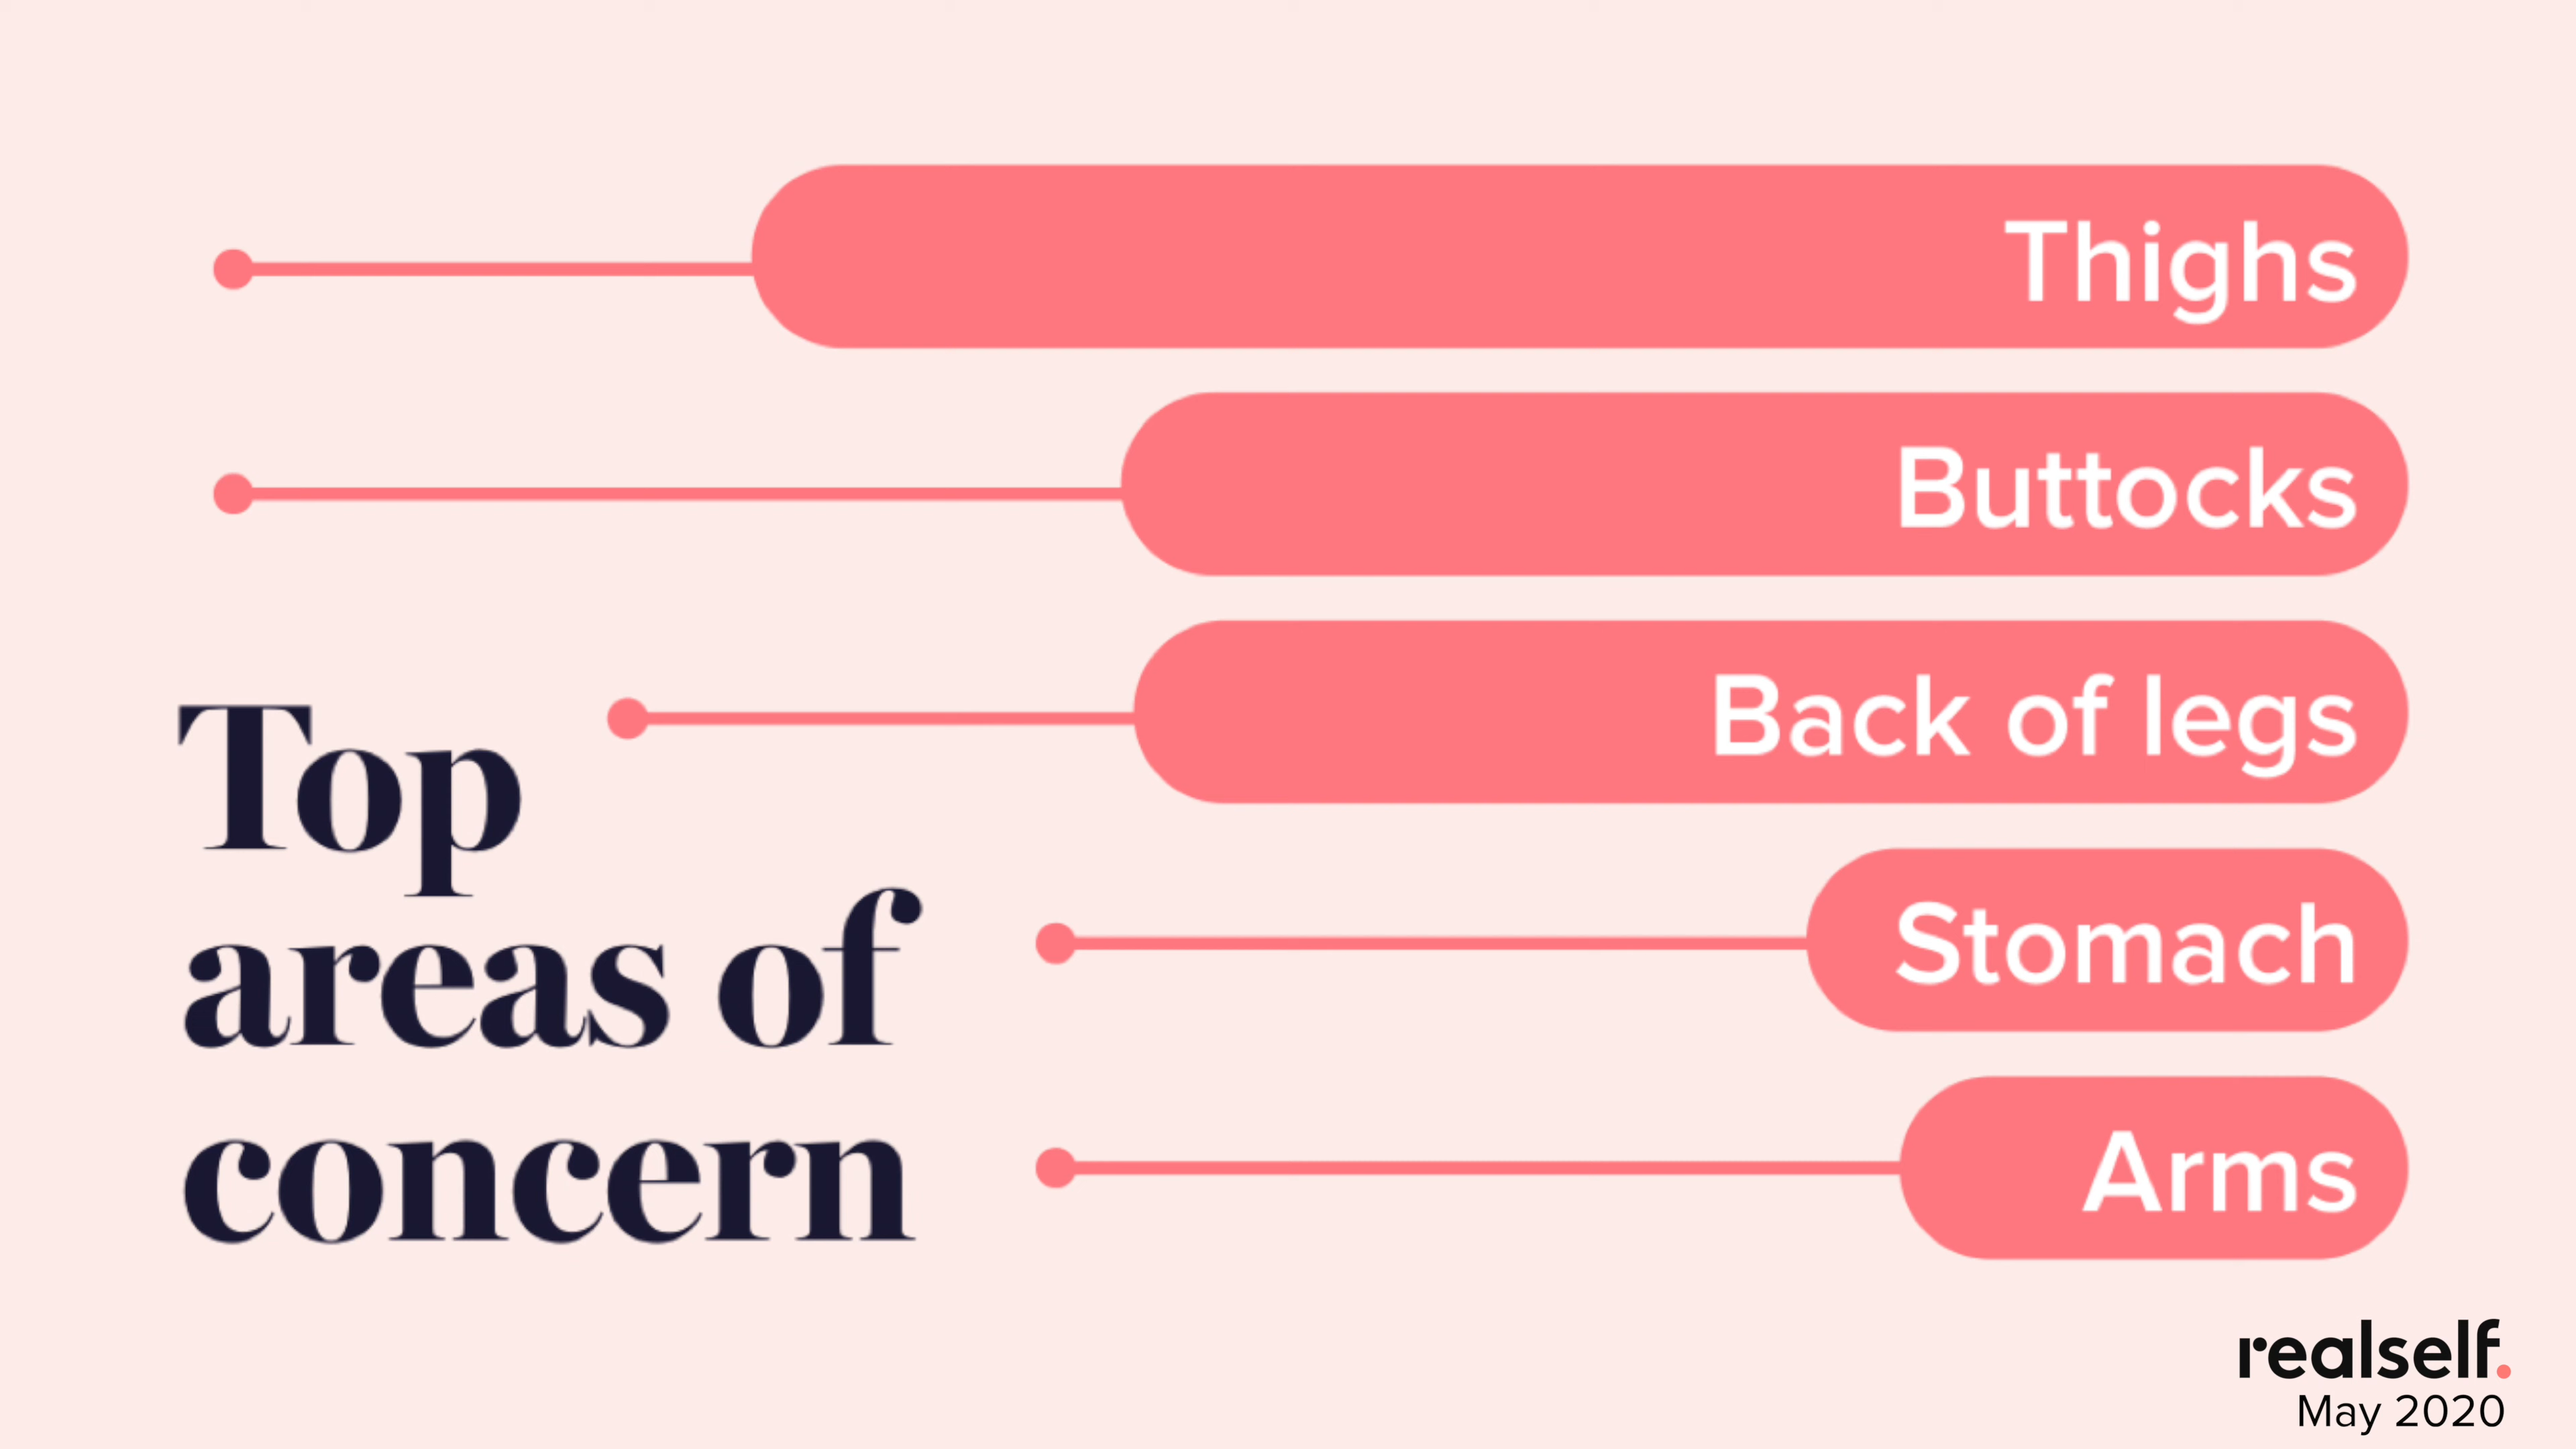 Thighs
Buttocks
Back of legs
Stomach
Arms
Top
areas of
concern
realself.
May 2020